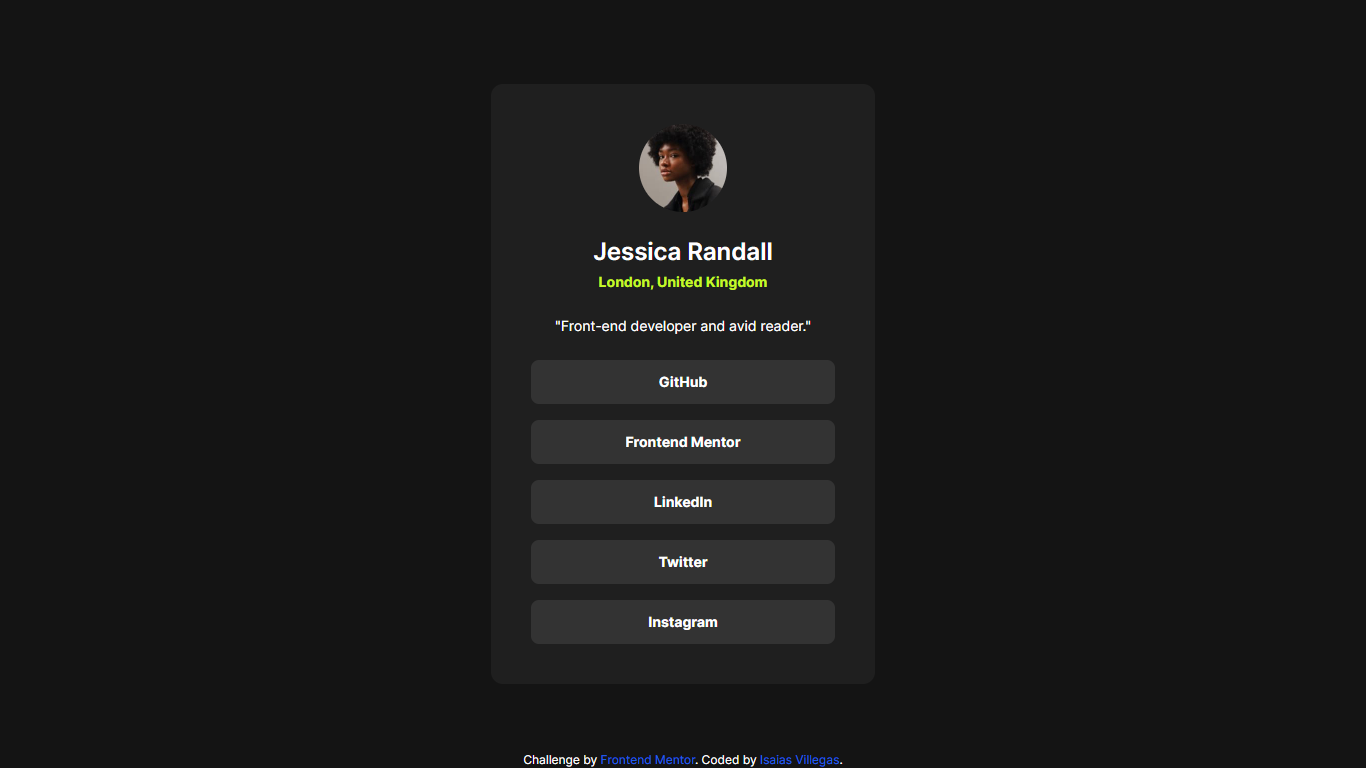 Jessica Randall
London, United Kingdom
"Front-end developer and avid reader."
GitHub
Frontend Mentor
LinkedIn
Twitter
Instagram
Challenge by Frontend Mentor. Coded by Isaias Villegas.